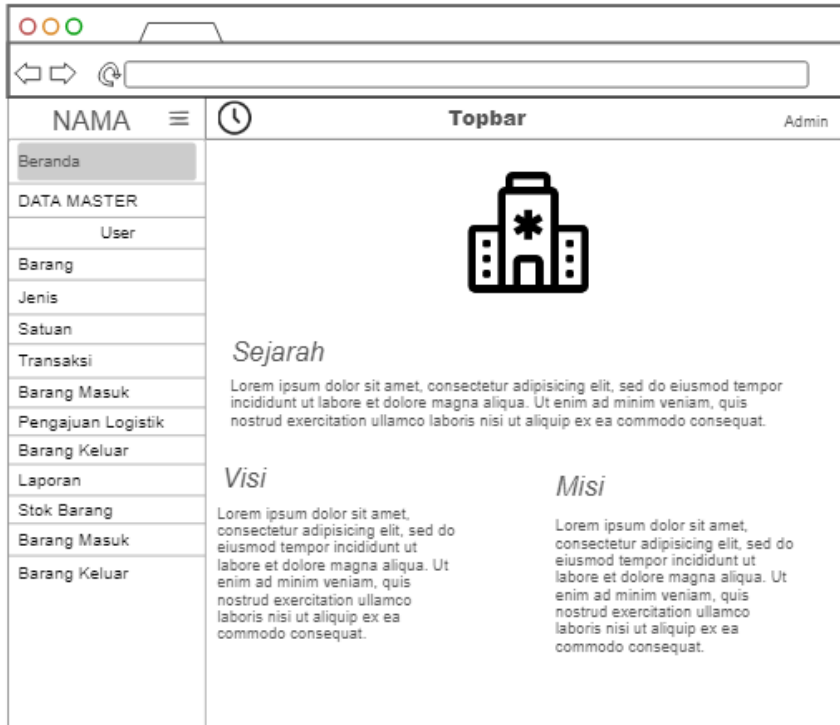 NAMA
Topbar
Admin
Beranda
DATA MASTER
User
Barang
Jenis
Satuan
Transaksi
Barang Masuk
Pengajuan Logistik
Barang Keluar
Laporan
Stok Barang
Barang Masuk
Barang Keluar
Sejarah
Lorem ipsum dolor sit amet, consectetur adipisicing elit, sed do eiusmod tempor
incididunt ut labore et dolore magna aliqua. Ut enim ad minim veniam, quis
nostrud exercitation ullamco laboris nisi ut aliquip ex ea commodo consequat.
Visi
Lorem ipsum dolor sit amet,
consectetur adipisicing elit, sed do
eiusmod tempor incididunt ut
labore et dolore magna aliqua. Ut
enim ad minim veniam, quis
nostrud exercitation ullamco
laboris nisi ut aliquip ex ea
commodo consequat.
Misi
Lorem ipsum dolor sit amet,
consectetur adipisicing elit, sed do
eiusmod tempor incididunt ut
labore et dolore magna aliqua. Ut
enim ad minim veniam, quis
nostrud exercitation ullamco
laboris nisi ut aliquip ex ea
commodo consequat.